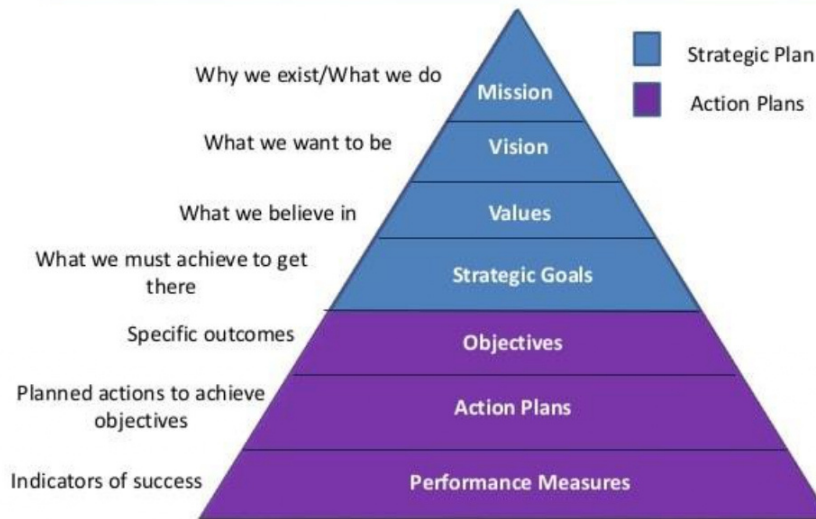 Strategic Plan
Action Plans
Why we exist/What we do
Mission
What we want to be
Vision
What we believe in
Values
What we must achieve to get
there
Strategic Goals
Specific outcomes
Objectives
Planned actions to achieve
objectives
Action Plans
Indicators of success
Performance Measures